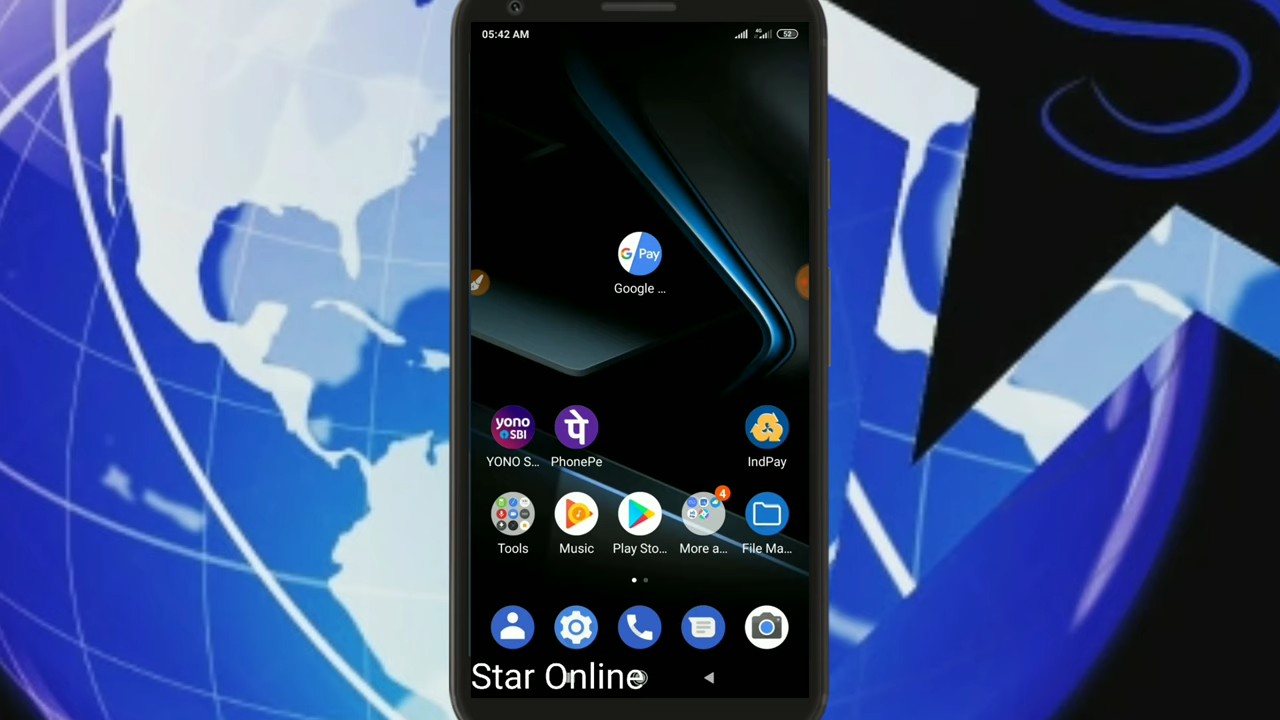 05:42 AM
4G
52
G Pay
Google ...
yono
SBI
पे
YONO S...
PhonePe
IndPay
4
Tools
Music
Play Sto...
More a...
File Ma...
Star Online